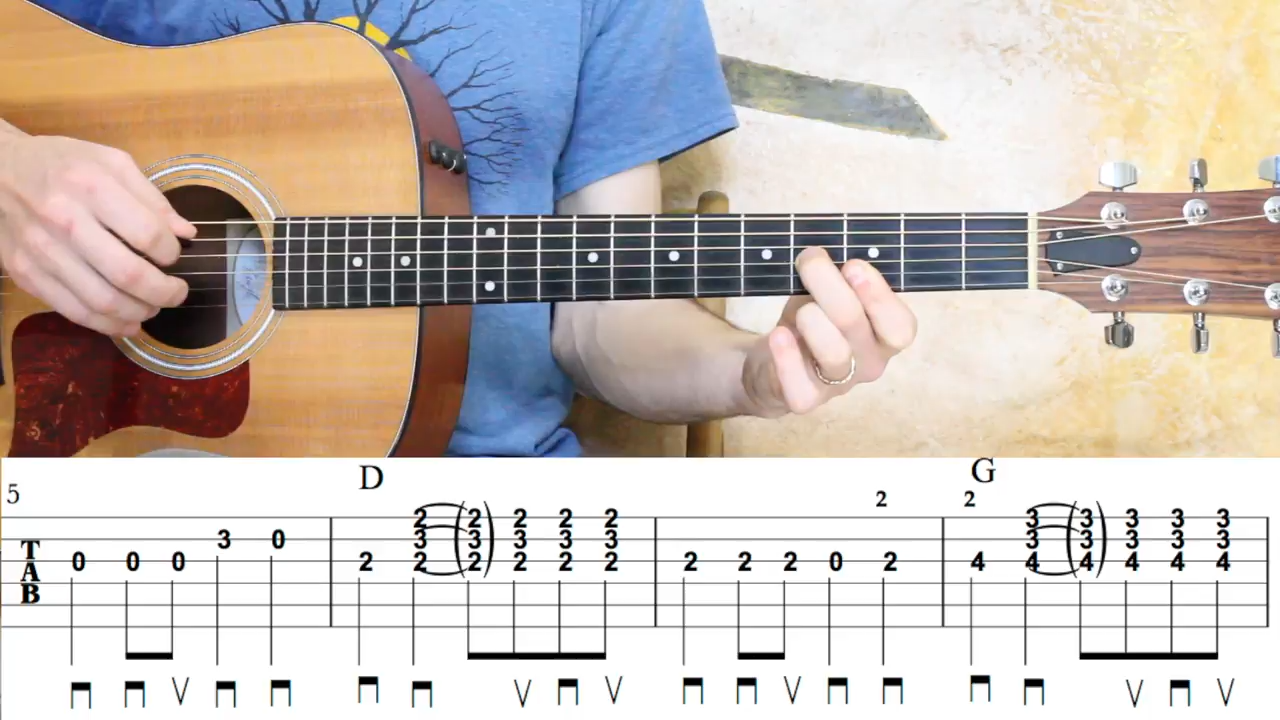 5 D G
2 2
2 (2) 2 2 2 3 (3) 3 3 3
T 3 0 3 (3) 3 3 3 3 (3) 3 3 3
A 0 0 0 2 2 (2) 2 2 2 2 2 2 0 2 4 4 (4) 4 4 4
B